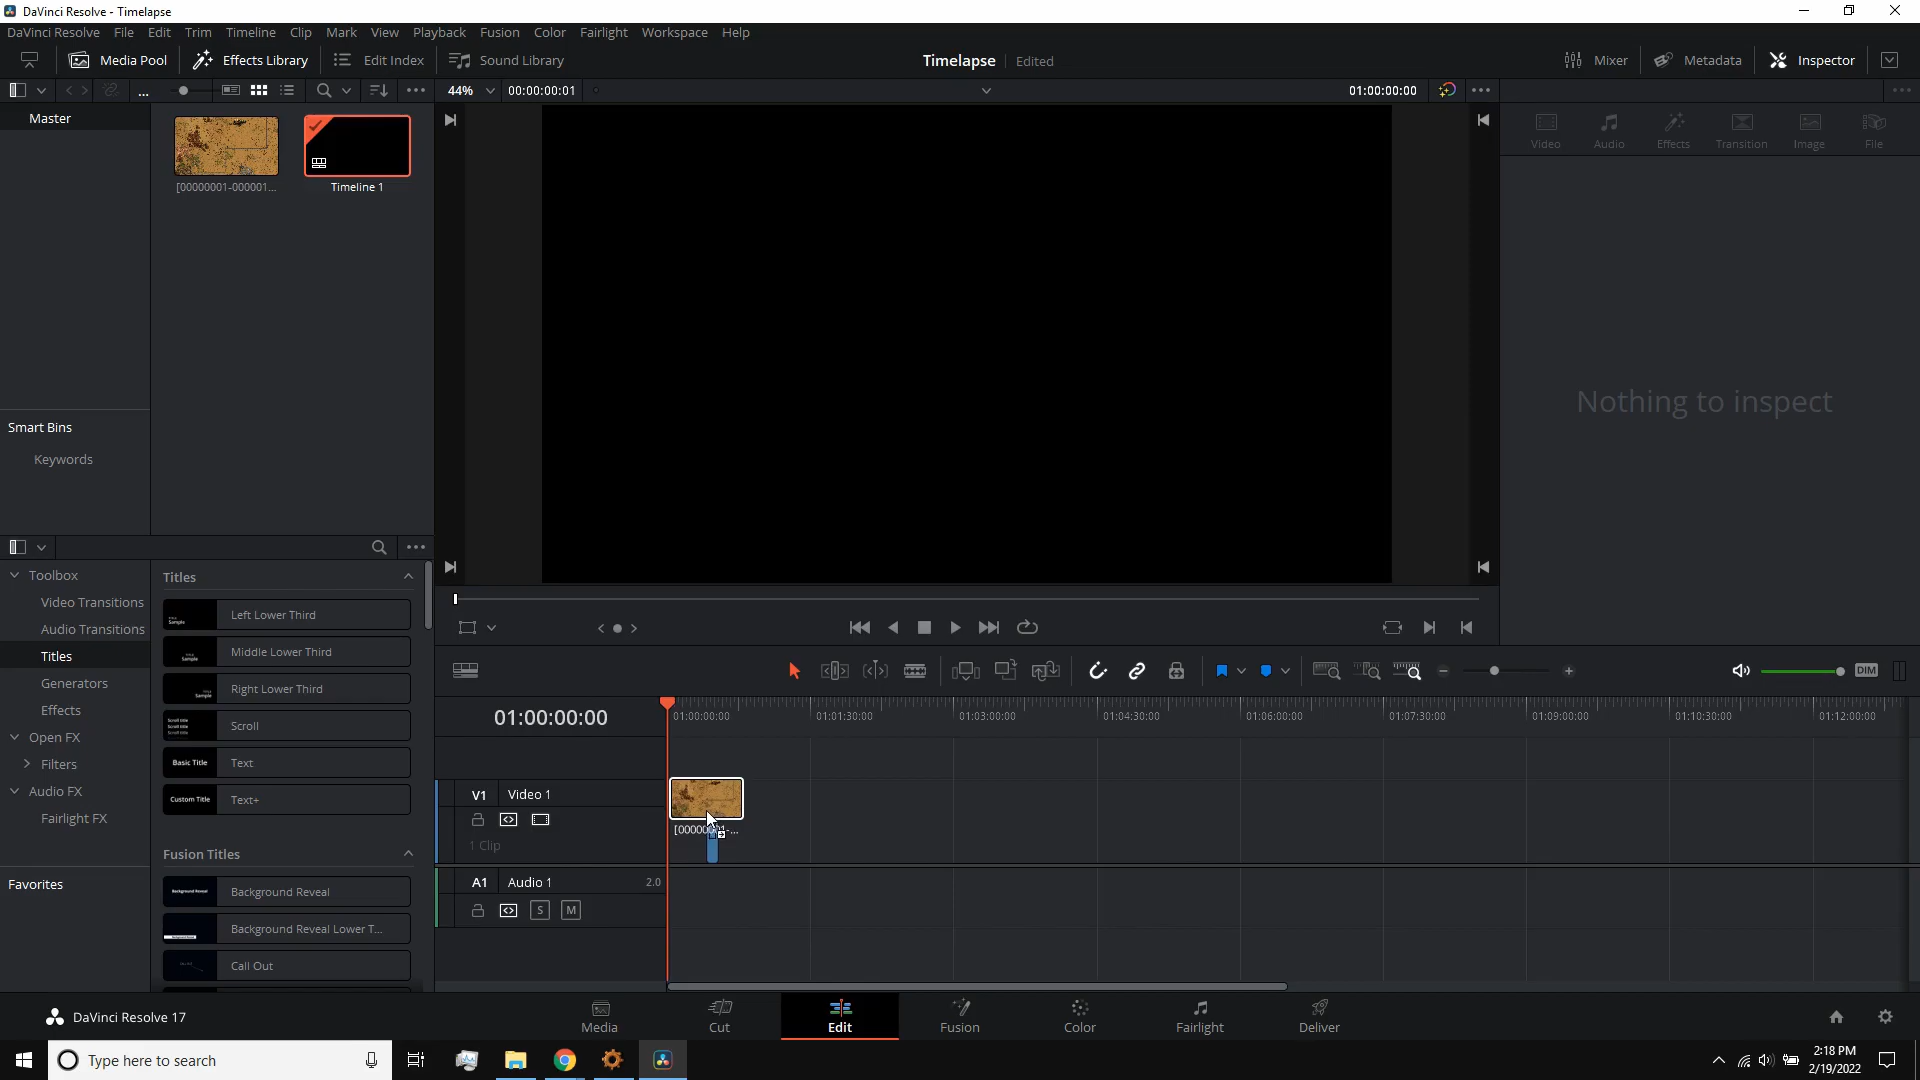 DaVinci Resolve - Timelapse
DaVinci Resolve File Edit Trim Timeline Clip Mark View Playback Fusion Color Fairlight Workspace Help
Media Pool Effects Library Edit Index Sound Library Timelapse Edited Mixer Metadata Inspector
... 44% 00:00:00:01 01:00:00:00
Master
Video Audio Effects Transition Image File
[00000001-000001... Timeline 1
Nothing to inspect
Smart Bins
Keywords
Toolbox
Video Transitions
Audio Transitions
Titles
Generators
Effects
Open FX
Filters
Audio FX
Fairlight FX
Favorites
Titles
Left Lower Third
Middle Lower Third
Right Lower Third
Scroll
Basic Title Text
Custom Title Text+
Fusion Titles
Background Reveal
Background Reveal Lower T...
Call Out
DIM
01:00:00:00
01:00:00:00 01:01:30:00 01:03:00:00 01:04:30:00 01:06:00:00 01:07:30:00 01:09:00:00 01:10:30:00 01:12:00:00
V1 Video 1
1 Clip
A1 Audio 1 2.0
S M
DaVinci Resolve 17
Media Cut Edit Fusion Color Fairlight Deliver
Type here to search
2:18 PM
2/19/2022